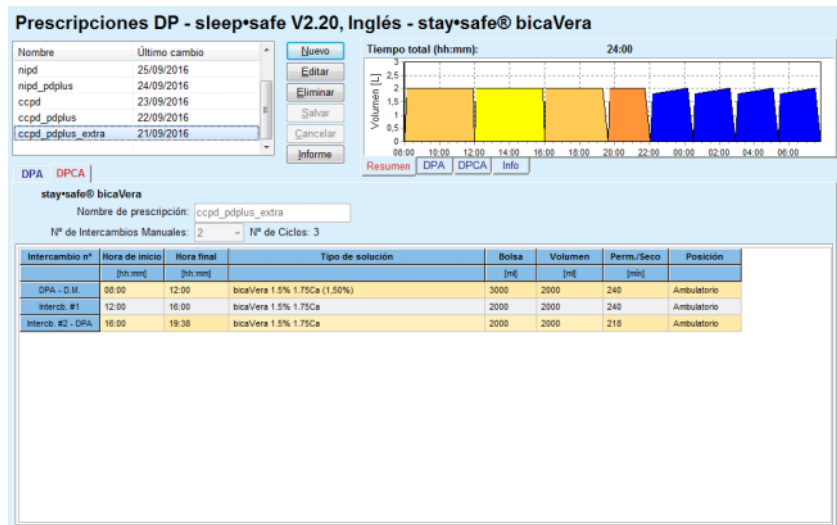 Prescripciones DP - sleep•safe V2.20, Inglés - stay•safe® bicaVera
Nombre Último cambio
nipd 25/09/2016
nipd_pdplus 24/09/2016
ccpd 23/09/2016
ccpd_pdplus 22/09/2016
ccpd_pdplus_extra 21/09/2016
Nuevo
Editar
Eliminar
Salvar
Cancelar
Informe
Tiempo total (hh:mm): 24:00
Volumen [L]
3
2,5
2
1,5
1
0,5
0
08:00 10:00 12:00 14:00 16:00 18:00 20:00 22:00 00:00 02:00 04:00 06:00
Resumen DPA DPCA Info
DPA DPCA
stay•safe® bicaVera
Nombre de prescripción: ccpd_pdplus_extra
Nº de Intercambios Manuales: 2 Nº de Ciclos: 3
Intercambio nº Hora de inicio Hora final Tipo de solución Bolsa Volumen Perm./Seco Posición
[hh:mm] [hh:mm] [ml] [ml] [min]
DPA - D.M. 08:00 12:00 bicaVera 1.5% 1.75Ca (1,50%) 3000 2000 240 Ambulatorio
Intercb. #1 12:00 16:00 bicaVera 1.5% 1.75Ca 2000 2000 240 Ambulatorio
Intercb. #2 - DPA 16:00 19:38 bicaVera 1.5% 1.75Ca 2000 2000 218 Ambulatorio